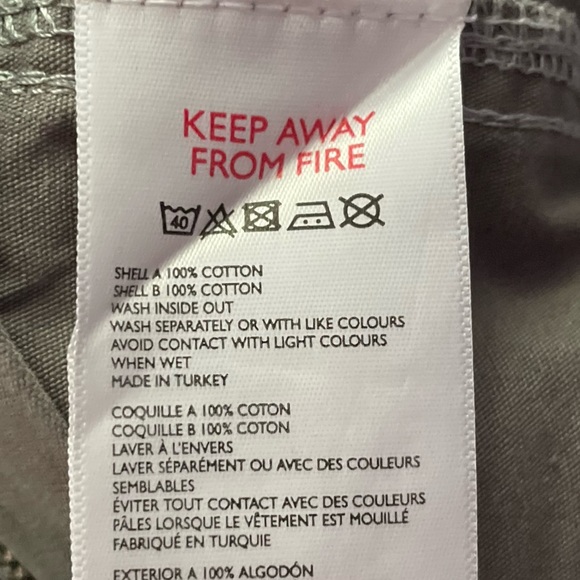 KEEP AWAY
FROM FIRE
40
SHELL A 100% COTTON
SHELL B 100% COTTON
WASH INSIDE OUT
WASH SEPARATELY OR WITH LIKE COLOURS
AVOID CONTACT WITH LIGHT COLOURS
WHEN WET
MADE IN TURKEY
COQUILLE A 100% COTON
COQUILLE B 100% COTON
LAVER À L'ENVERS
LAVER SÉPARÉMENT OU AVEC DES COULEURS
SEMBLABLES
ÉVITER TOUT CONTACT AVEC DES COULEURS
PÂLES LORSQUE LE VÊTEMENT EST MOUILLÉ
FABRIQUÉ EN TURQUIE
EXTERIOR A 100% ALGODÓN